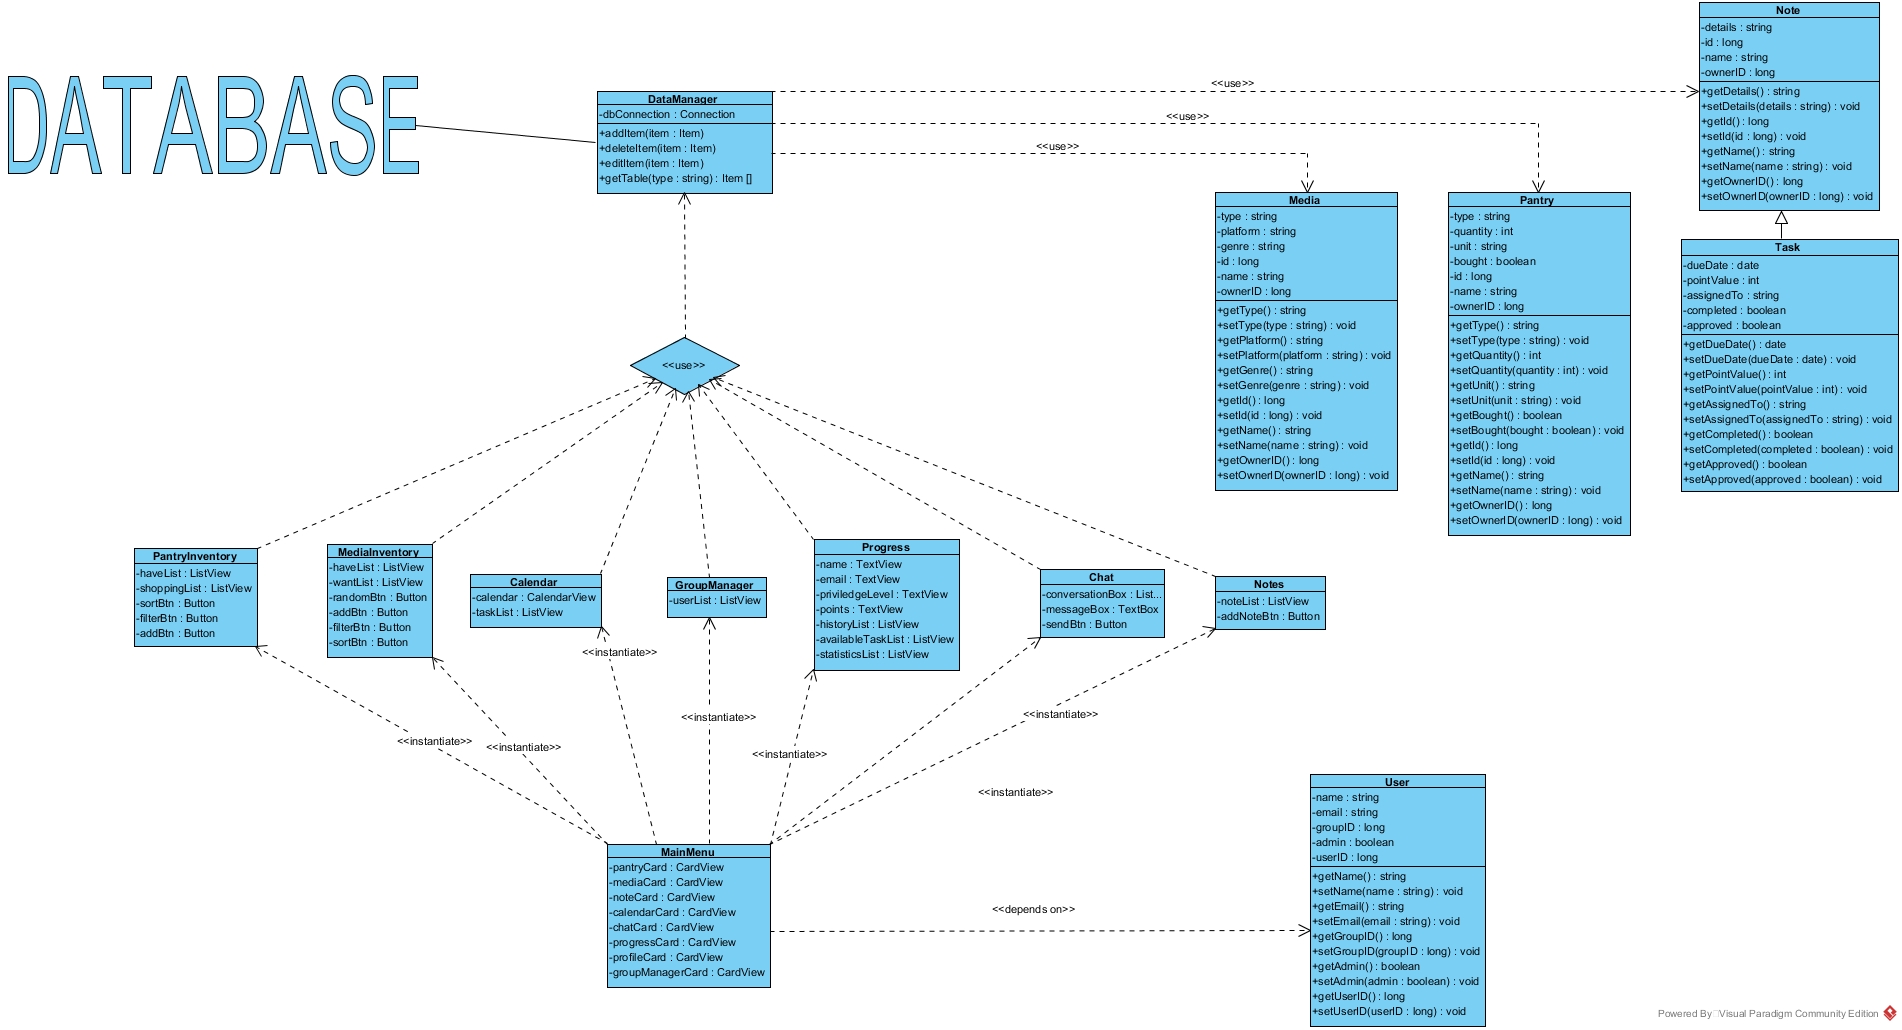 DATABASE
DataManager
-dbConnection : Connection
+addItem(item : Item)
+deleteItem(item : Item)
+editItem(item : Item)
+getTable(type : string) : Item []
<<use>>
<<use>>
<<use>>
Note
-details : string
-id : long
-name : string
-ownerID : long
+getDetails() : string
+setDetails(details : string) : void
+getId() : long
+setId(id : long) : void
+getName() : string
+setName(name : string) : void
+getOwnerID() : long
+setOwnerID(ownerID : long) : void
Media
-type : string
-platform : string
-genre : string
-id : long
-name : string
-ownerID : long
+getType() : string
+setType(type : string) : void
+getPlatform() : string
+setPlatform(platform : string) : void
+getGenre() : string
+setGenre(genre : string) : void
+getId() : long
+setId(id : long) : void
+getName() : string
+setName(name : string) : void
+getOwnerID() : long
+setOwnerID(ownerID : long) : void
Pantry
-type : string
-quantity : int
-unit : string
-bought : boolean
-id : long
-name : string
-ownerID : long
+getType() : string
+setType(type : string) : void
+getQuantity() : int
+setQuantity(quantity : int) : void
+getUnit() : string
+setUnit(unit : string) : void
+getBought() : boolean
+setBought(bought : boolean) : void
+getId() : long
+setId(id : long) : void
+getName() : string
+setName(name : string) : void
+getOwnerID() : long
+setOwnerID(ownerID : long) : void
Task
-dueDate : date
-pointValue : int
-assignedTo : string
-completed : boolean
-approved : boolean
+getDueDate() : date
+setDueDate(dueDate : date) : void
+getPointValue() : int
+setPointValue(pointValue : int) : void
+getAssignedTo() : string
+setAssignedTo(assignedTo : string) : void
+getCompleted() : boolean
+setCompleted(completed : boolean) : void
+getApproved() : boolean
+setApproved(approved : boolean) : void
<<use>>
PantryInventory
-haveList : ListView
-shoppingList : ListView
-sortBtn : Button
-filterBtn : Button
-addBtn : Button
MediaInventory
-haveList : ListView
-wantList : ListView
-randomBtn : Button
-addBtn : Button
-filterBtn : Button
-sortBtn : Button
Calendar
-calendar : CalendarView
-taskList : ListView
GroupManager
-userList : ListView
Progress
-name : TextView
-email : TextView
-priviledgeLevel : TextView
-points : TextView
-historyList : ListView
-availableTaskList : ListView
-statisticsList : ListView
Chat
-conversationBox : List...
-messageBox : TextBox
-sendBtn : Button
Notes
-noteList : ListView
-addNoteBtn : Button
<<instantiate>>
<<instantiate>>
<<instantiate>>
<<instantiate>>
<<instantiate>>
<<instantiate>>
<<instantiate>>
MainMenu
-pantryCard : CardView
-mediaCard : CardView
-noteCard : CardView
-calendarCard : CardView
-chatCard : CardView
-progressCard : CardView
-profileCard : CardView
-groupManagerCard : CardView
<<depends on>>
User
-name : string
-email : string
-groupID : long
-admin : boolean
-userID : long
+getName() : string
+setName(name : string) : void
+getEmail() : string
+setEmail(email : string) : void
+getGroupID() : long
+setGroupID(groupID : long) : void
+getAdmin() : boolean
+setAdmin(admin : boolean) : void
+getUserID() : long
+setUserID(userID : long) : void
Powered By Visual Paradigm Community Edition